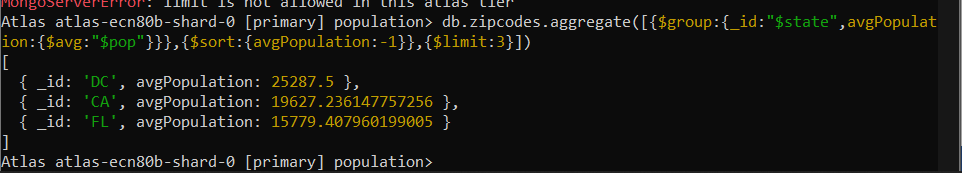 MongoServerError: limit is not allowed in this atlas tier
Atlas atlas-ecn80b-shard-0 [primary] population> db.zipcodes.aggregate([{$group:{_id:"$state",avgPopulat
ion:{$avg:"$pop"}}},{$sort:{avgPopulation:-1}},{$limit:3}])
[
  { _id: 'DC', avgPopulation: 25287.5 },
  { _id: 'CA', avgPopulation: 19627.236147757256 },
  { _id: 'FL', avgPopulation: 15779.407960199005 }
]
Atlas atlas-ecn80b-shard-0 [primary] population>